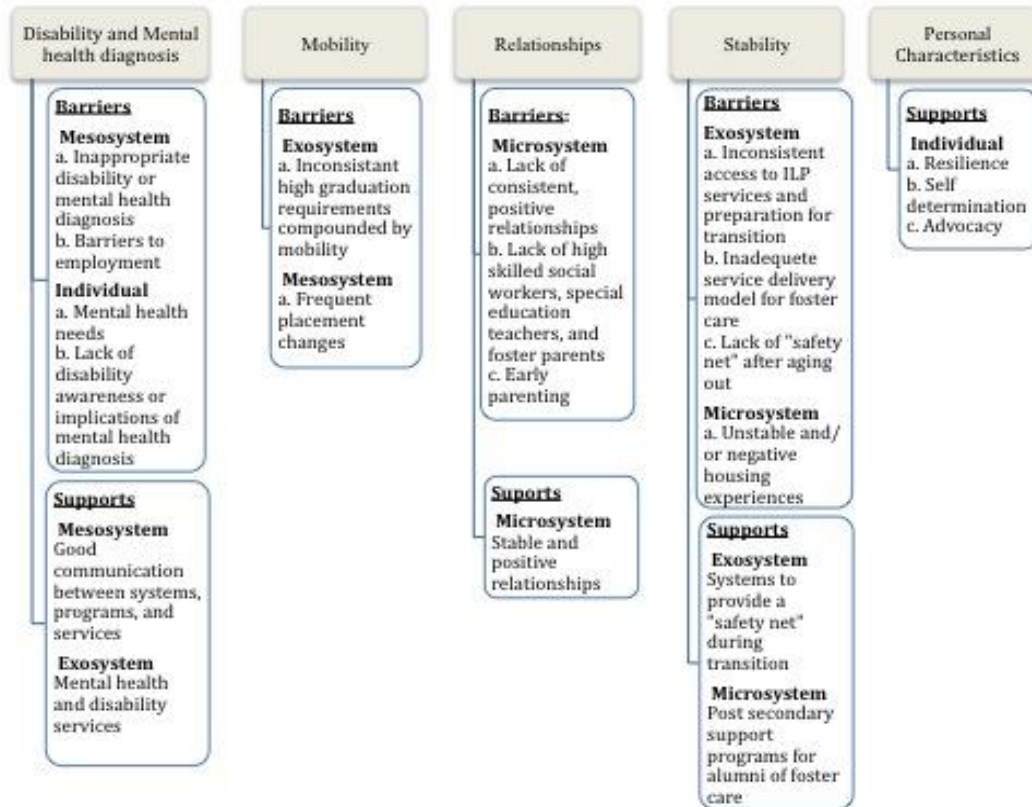 Disability and Mental
health diagnosis
Barriers
Mesosystem
a. Inappropriate
disability or
mental health
diagnosis
b. Barriers to
employment
Individual
a. Mental health
needs
b. Lack of
disability
awareness or
implications of
mental health
diagnosis
Supports
Mesosystem
Good
communication
between systems,
programs, and
services
Exosystem
Mental health
and disability
services
Mobility
Barriers
Exosystem
a. Inconsistant
high graduation
requirements
compounded by
mobility
Mesosystem
a. Frequent
placement
changes
Relationships
Barriers:
Microsystem
a. Lack of
consistent,
positive
relationships
b. Lack of high
skilled social
workers, special
education
teachers, and
foster parents
c. Early
parenting
Suports
Microsystem
Stable and
positive
relationships
Stability
Barriers
Exosystem
a. Inconsistent
access to ILP
services and
preparation for
transition
b. Inadequete
service delivery
model for foster
care
c. Lack of "safety
net" after aging
out
Microsystem
a. Unstable and/
or negative
housing
experiences
Supports
Exosystem
Systems to
provide a
"safety net"
during
transition
Microsystem
Post secondary
support
programs for
alumni of foster
care
Personal
Characteristics
Supports
Individual
a. Resilience
b. Self
determination
c. Advocacy